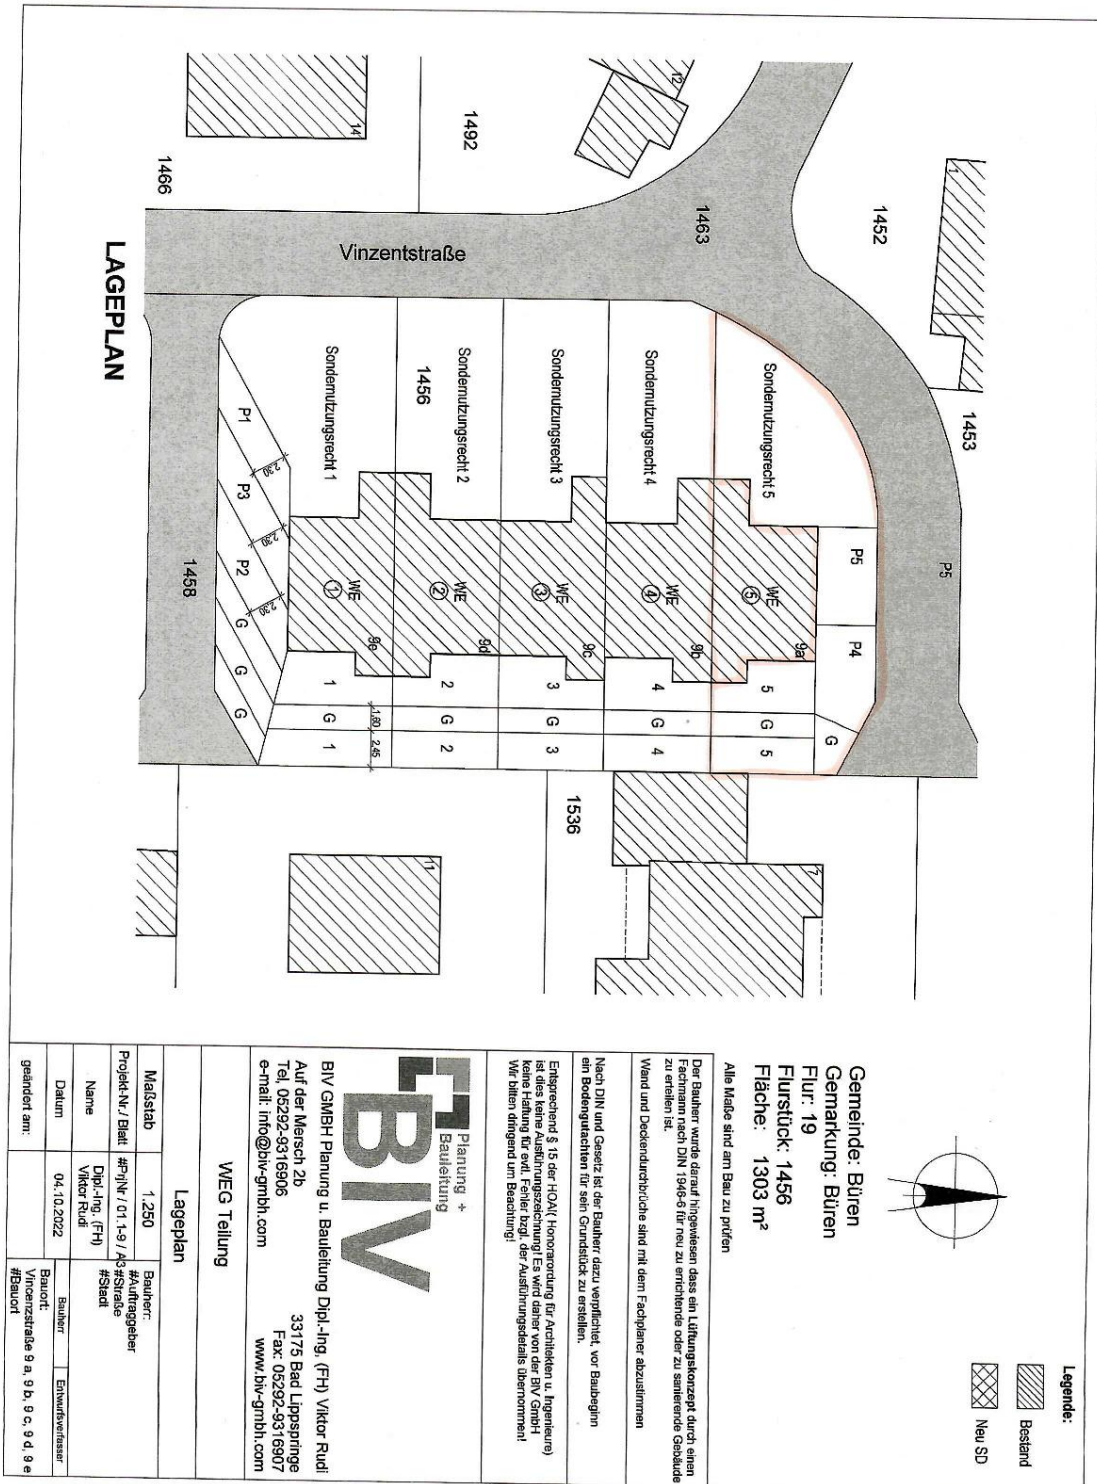 LAGEPLAN
1466
1492
14
12
1
1452
1463
1453
Vinzentstraße
Sondernutzungsrecht 1
Sondernutzungsrecht 2
1456
Sondernutzungsrecht 3
Sondernutzungsrecht 4
Sondernutzungsrecht 5
P1
2,30
P3
2,30
P2
2,30
G
G
G
1458
WE
1
WE
2
WE
3
WE
4
WE
5
9e
9d
9c
9b
9a
P5
P4
P5
1
2
3
4
5
G
G
G
G
G
G
1
2
3
4
5
1,60
2,45
1536
11
7
Legende:
Bestand
Neu SD
Gemeinde: Büren
Gemarkung: Büren
Flur: 19
Flurstück: 1456
Fläche: 1303 m²
Alle Maße sind am Bau zu prüfen
Der Bauherr wurde darauf hingewiesen dass ein Lüftungskonzept durch einen
Fachmann nach DIN 1946-6 für neu zu errichtende oder zu sanierende Gebäude
zu erteilen ist.
Wand und Deckendurchbrüche sind mit dem Fachplaner abzustimmen
Nach DIN und Gesetz ist der Bauherr dazu verpflichtet, vor Baubeginn
ein Bodengutachten für sein Grundstück zu erstellen.
Entsprechend § 15 der HOAI( Honorarordnung für Architekten u. Ingenieure)
ist dies keine Ausführungszeichnung! Es wird daher von der BIV GmbH
keine Haftung für evtl. Fehler bzgl. der Ausführungsdetails übernommen!
Wir bitten dringend um Beachtung!
Planung +
Bauleitung
BIV
BIV GMBH Planung u. Bauleitung Dipl.-Ing. (FH) Viktor Rudi
Auf der Mersch 2b 33175 Bad Lippspringe
Tel. 05292-9316906 Fax: 05292-9316907
e-mail: info@biv-gmbh.com www.biv-gmbh.com
WEG Teilung
Lageplan
Maßstab 1:250
Projekt-Nr./ Blatt #PrjNr / 01.1-9 / A3
Name Dipl.-Ing. (FH)
Viktor Rudi
Datum 04.10.2022
geändert am:
Bauherr:
#Auftraggeber
#Straße
#Stadt
Bauherr Entwurfsverfasser
Bauort:
Vincenzstraße 9 a, 9 b, 9 c, 9 d, 9 e
#Bauort